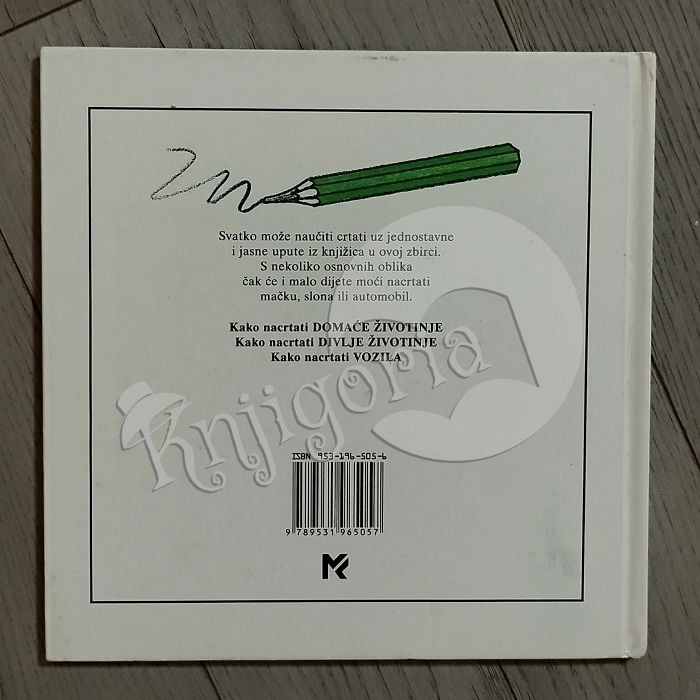 Svatko može naučiti crtati uz jednostavne
i jasne upute iz knjižica u ovoj zbirci.
S nekoliko osnovnih oblika
čak će i malo dijete moći nacrtati
mačku, slona ili automobil.
Kako nacrtati DOMAĆE ŽIVOTINJE
Kako nacrtati DIVLJE ŽIVOTINJE
Kako nacrtati VOZILA
Knjigoria
ISBN 953-196-505-6
9 789531 965057
MK